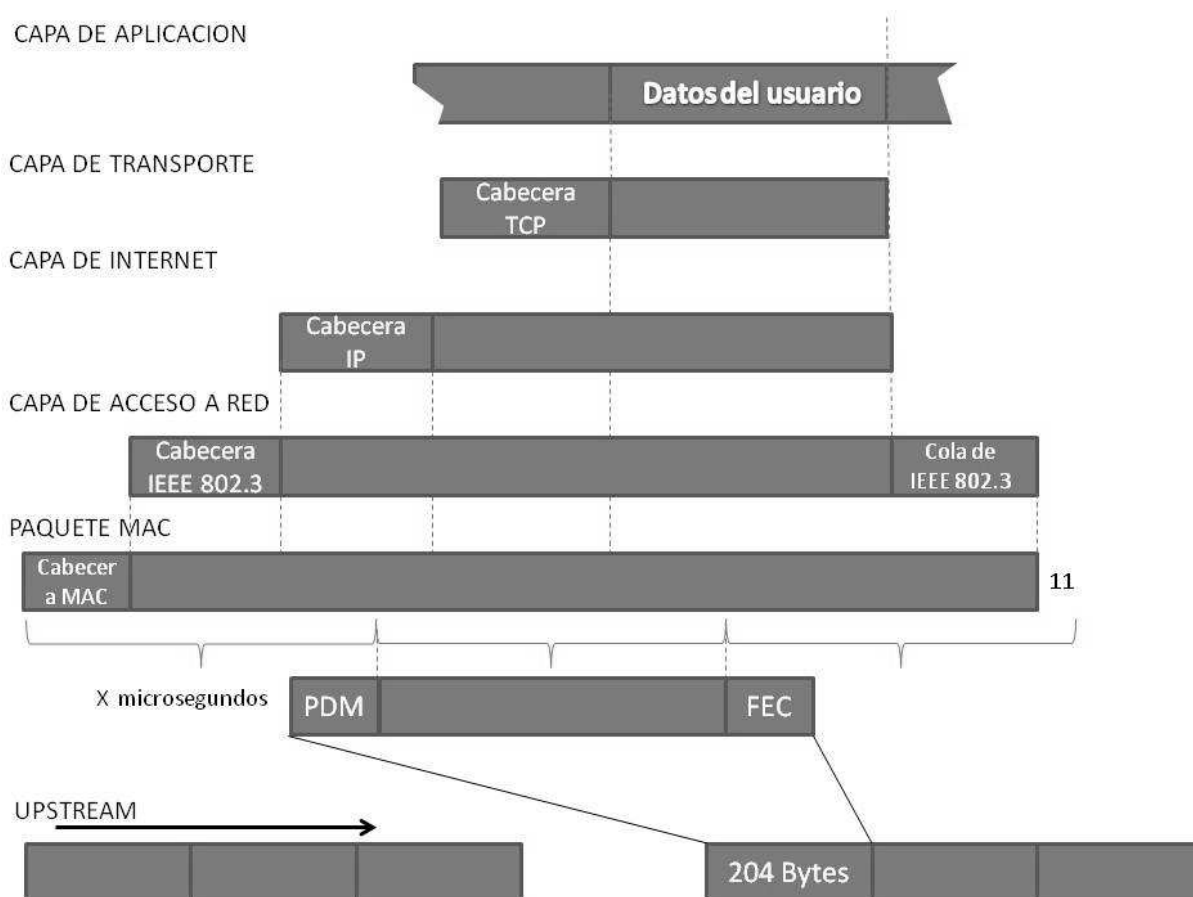 CAPA DE APLICACION
Datos del usuario
CAPA DE TRANSPORTE
Cabecera
TCP
CAPA DE INTERNET
Cabecera
IP
CAPA DE ACCESO A RED
Cabecera
IEEE 802.3
Cola de
IEEE 802.3
PAQUETE MAC
Cabecer
a MAC
11
X microsegundos
PDM
FEC
UPSTREAM
204 Bytes